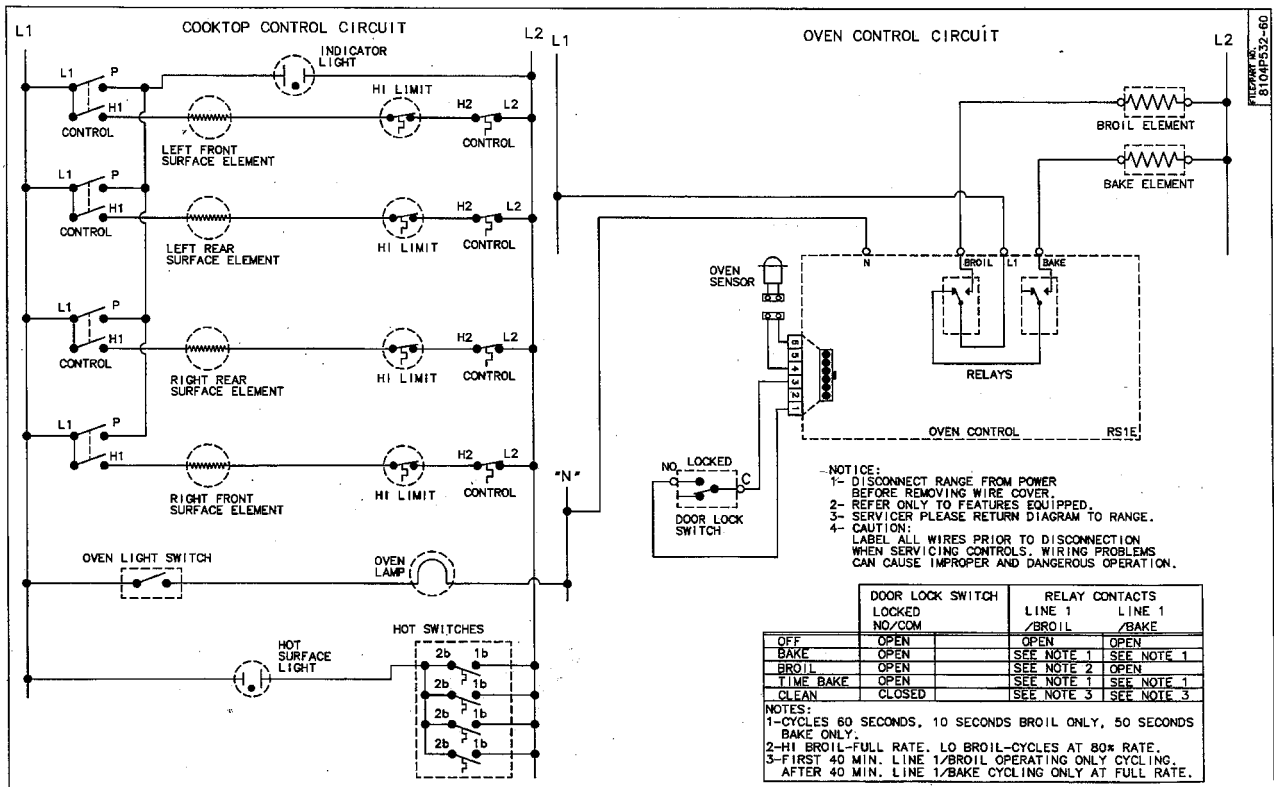 COOKTOP CONTROL CIRCUIT
L1
L2
INDICATOR
LIGHT
L1
P
H1
CONTROL
LEFT FRONT
SURFACE ELEMENT
HI LIMIT
H2
L2
CONTROL
L1
P
H1
CONTROL
LEFT REAR
SURFACE ELEMENT
HI LIMIT
H2
L2
CONTROL
L1
P
H1
CONTROL
RIGHT REAR
SURFACE ELEMENT
HI LIMIT
H2
L2
CONTROL
L1
P
H1
RIGHT FRONT
SURFACE ELEMENT
HI LIMIT
H2
L2
CONTROL
"N"
OVEN LIGHT SWITCH
OVEN
LAMP
HOT
SURFACE
LIGHT
HOT SWITCHES
2b 1b
2b 1b
2b 1b
2b 1b
OVEN CONTROL CIRCUIT
L1
L2
FILE/PART NO.
8104P532-60
BROIL ELEMENT
BAKE ELEMENT
OVEN
SENSOR
N
BROIL
L1
BAKE
RELAYS
6
5
4
3
2
1
OVEN CONTROL
RS1E
NO
LOCKED
C
DOOR LOCK
SWITCH
NOTICE:
1- DISCONNECT RANGE FROM POWER
BEFORE REMOVING WIRE COVER.
2- REFER ONLY TO FEATURES EQUIPPED.
3- SERVICER PLEASE RETURN DIAGRAM TO RANGE.
4- CAUTION:
LABEL ALL WIRES PRIOR TO DISCONNECTION
WHEN SERVICING CONTROLS. WIRING PROBLEMS
CAN CAUSE IMPROPER AND DANGEROUS OPERATION.
DOOR LOCK SWITCH RELAY CONTACTS
LOCKED LINE 1 LINE 1
NO/COM /BROIL /BAKE
OFF OPEN OPEN OPEN
BAKE OPEN SEE NOTE 1 SEE NOTE 1
BROIL OPEN SEE NOTE 2 OPEN
TIME BAKE OPEN SEE NOTE 1 SEE NOTE 1
CLEAN CLOSED SEE NOTE 3 SEE NOTE 3
NOTES:
1-CYCLES 60 SECONDS, 10 SECONDS BROIL ONLY, 50 SECONDS
BAKE ONLY.
2-HI BROIL-FULL RATE. LO BROIL-CYCLES AT 80% RATE.
3-FIRST 40 MIN. LINE 1/BROIL OPERATING ONLY CYCLING.
AFTER 40 MIN. LINE 1/BAKE CYCLING ONLY AT FULL RATE.